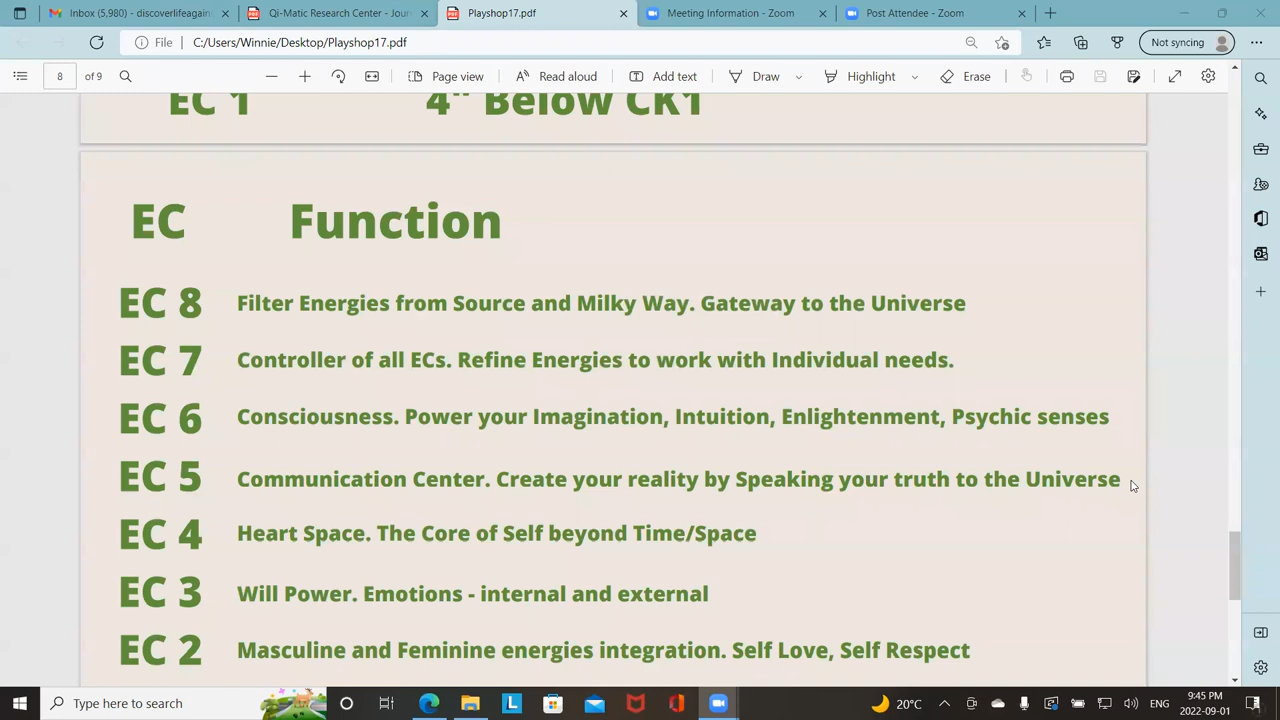 Inbox (5,980) - discoverlifeagain
Qi-Matic Research Center - Jour
Playshop17.pdf
Meeting Information - Zoom
Post Attendee - Zoom
File C:/Users/Winnie/Desktop/Playshop17.pdf
Not syncing
8 of 9
Page view
Read aloud
Add text
Draw
Highlight
Erase
EC 1 4" Below CK1
EC Function
EC 8 Filter Energies from Source and Milky Way. Gateway to the Universe
EC 7 Controller of all ECs. Refine Energies to work with Individual needs.
EC 6 Consciousness. Power your Imagination, Intuition, Enlightenment, Psychic senses
EC 5 Communication Center. Create your reality by Speaking your truth to the Universe
EC 4 Heart Space. The Core of Self beyond Time/Space
EC 3 Will Power. Emotions - internal and external
EC 2 Masculine and Feminine energies integration. Self Love, Self Respect
Type here to search
20°C
9:45 PM
2022-09-01